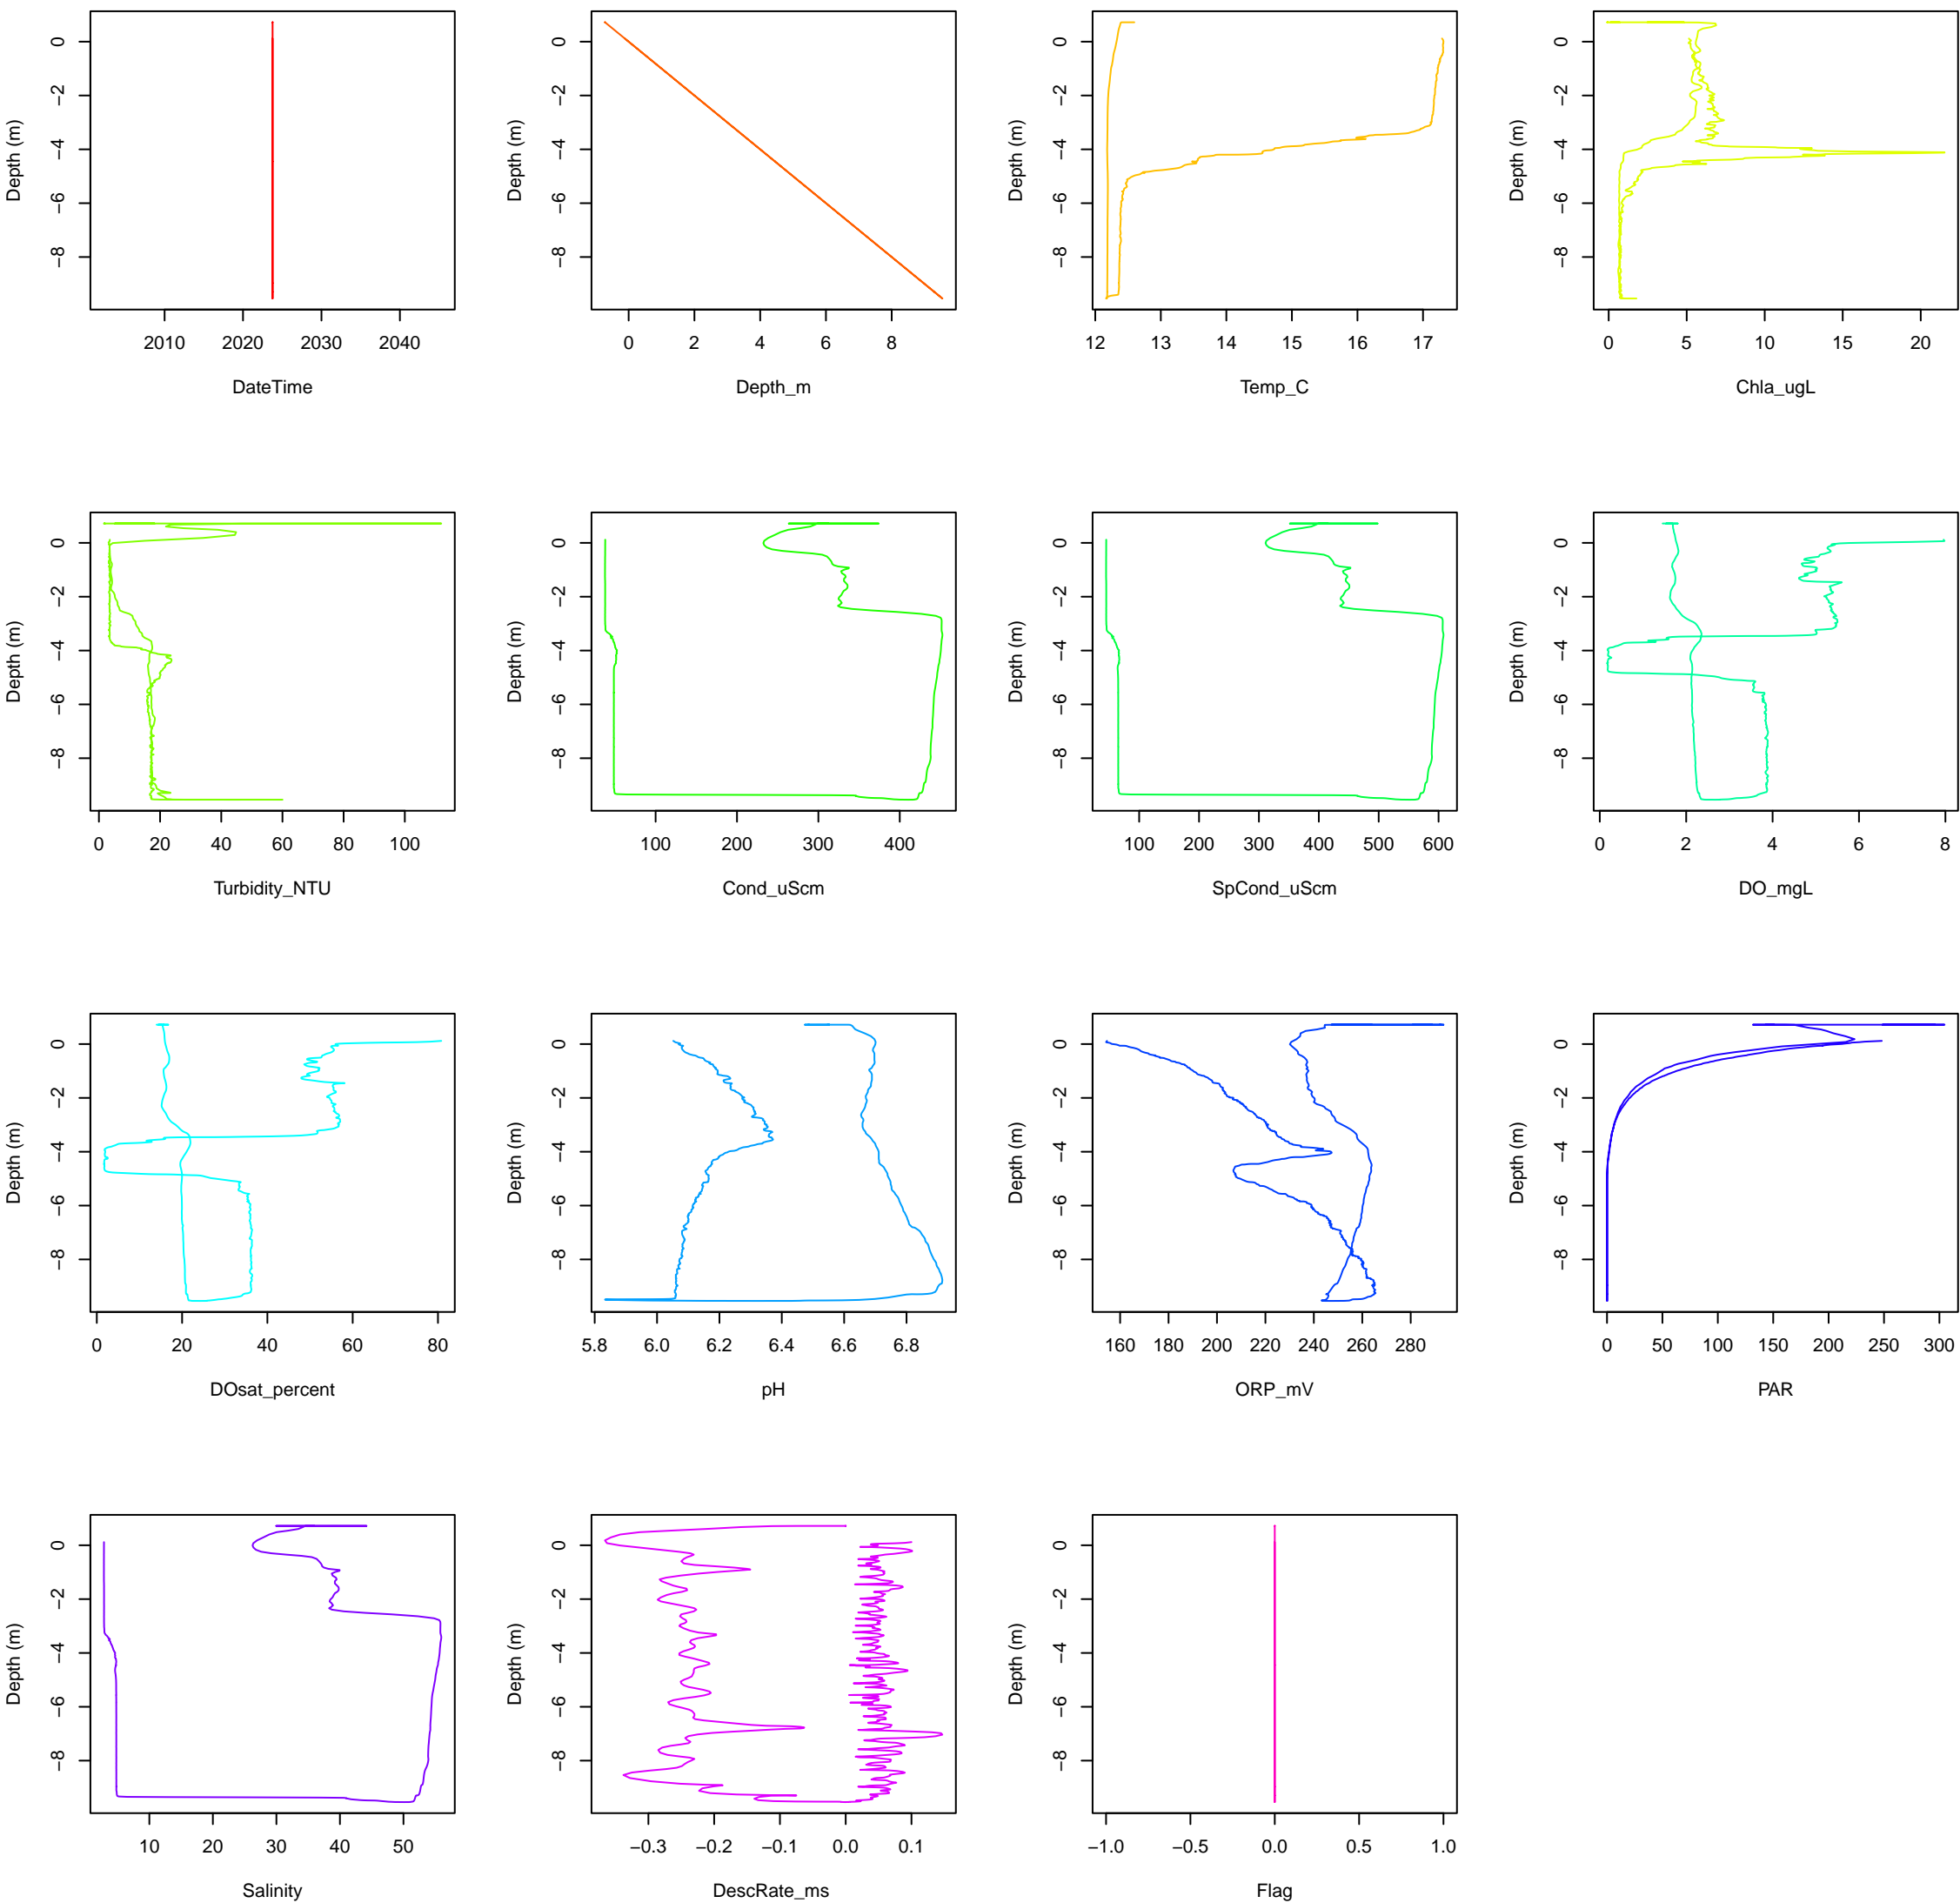 Depth (m)
0
−2
−4
−6
−8
2010 2020 2030 2040
DateTime
Depth (m)
0
−2
−4
−6
−8
0 2 4 6 8
Depth_m
Depth (m)
0
−2
−4
−6
−8
12 13 14 15 16 17
Temp_C
Depth (m)
0
−2
−4
−6
−8
0 5 10 15 20
Chla_ugL
Depth (m)
0
−2
−4
−6
−8
0 20 40 60 80 100
Turbidity_NTU
Depth (m)
0
−2
−4
−6
−8
100 200 300 400
Cond_uScm
Depth (m)
0
−2
−4
−6
−8
100 200 300 400 500 600
SpCond_uScm
Depth (m)
0
−2
−4
−6
−8
0 2 4 6 8
DO_mgL
Depth (m)
0
−2
−4
−6
−8
0 20 40 60 80
DOsat_percent
Depth (m)
0
−2
−4
−6
−8
5.8 6.0 6.2 6.4 6.6 6.8
pH
Depth (m)
0
−2
−4
−6
−8
160 180 200 220 240 260 280
ORP_mV
Depth (m)
0
−2
−4
−6
−8
0 50 100 150 200 250 300
PAR
Depth (m)
0
−2
−4
−6
−8
10 20 30 40 50
Salinity
Depth (m)
0
−2
−4
−6
−8
−0.3 −0.2 −0.1 0.0 0.1
DescRate_ms
Depth (m)
0
−2
−4
−6
−8
−1.0 −0.5 0.0 0.5 1.0
Flag